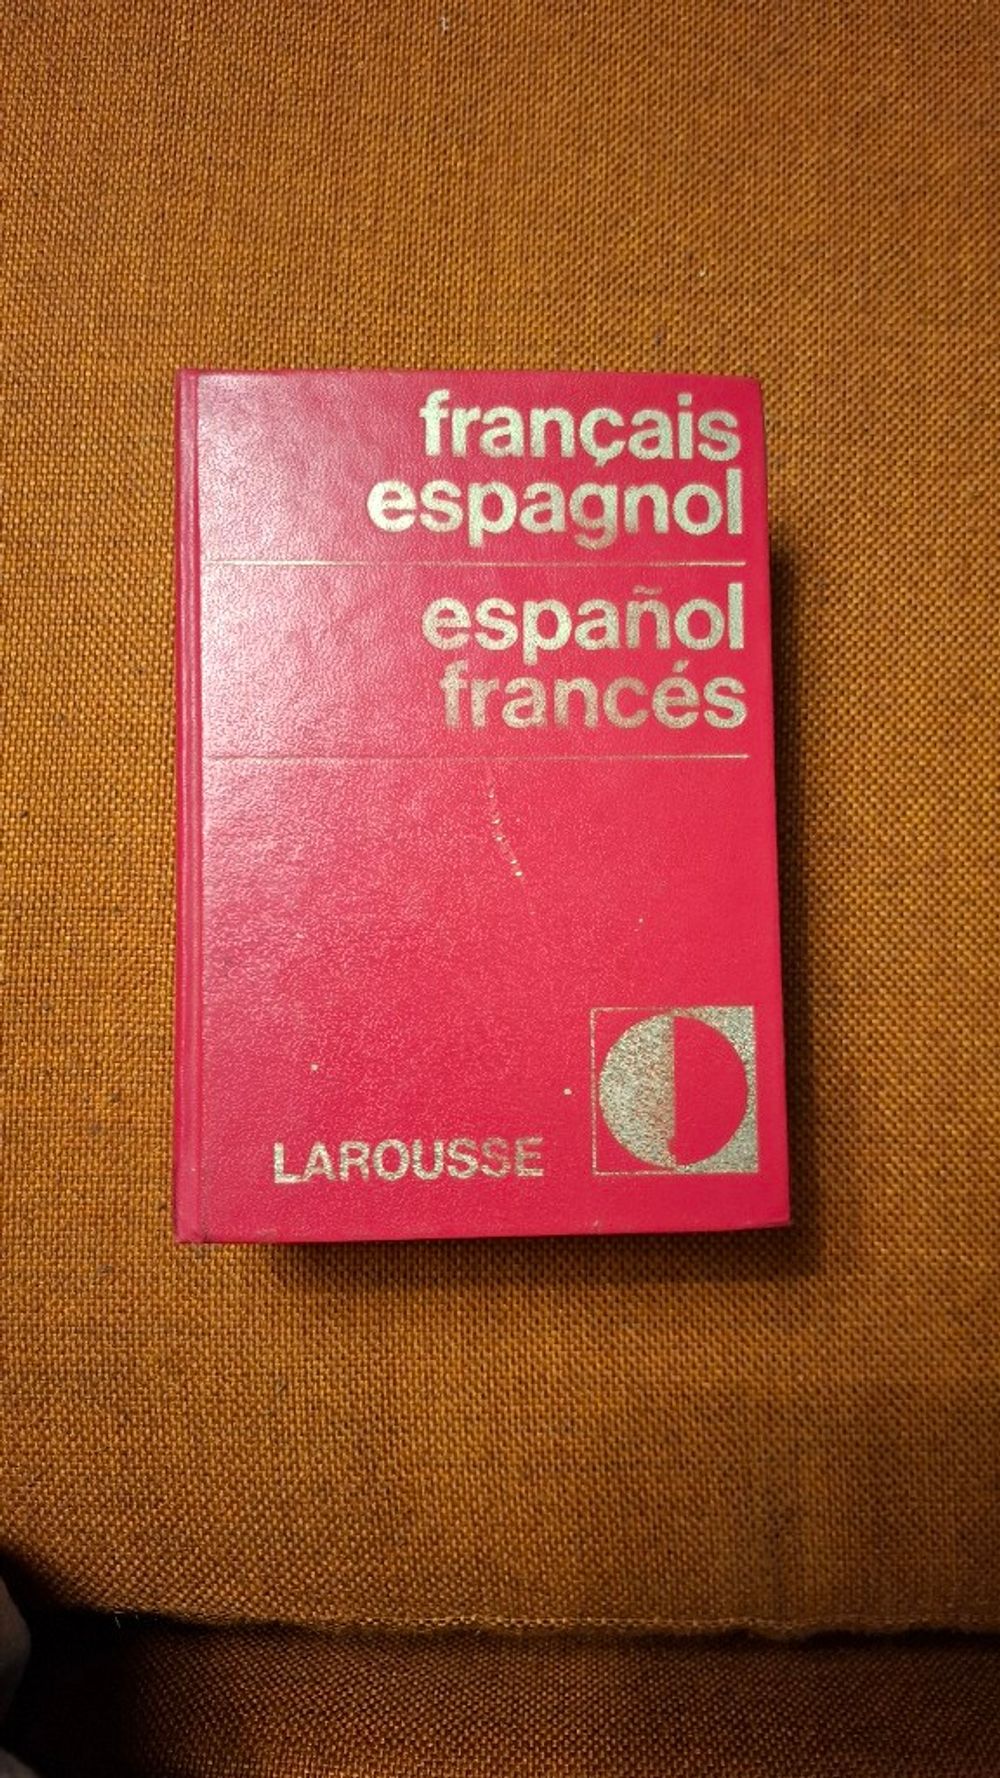 français
espagnol
español
francés
LAROUSSE